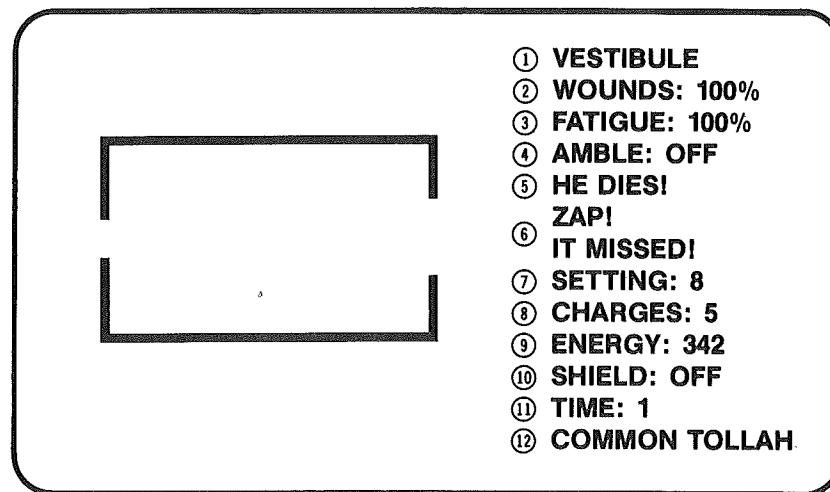 ① VESTIBULE
② WOUNDS: 100%
③ FATIGUE: 100%
④ AMBLE: OFF
⑤ HE DIES!
⑥ ZAP!
IT MISSED!
⑦ SETTING: 8
⑧ CHARGES: 5
⑨ ENERGY: 342
⑩ SHIELD: OFF
⑪ TIME: 1
⑫ COMMON TOLLAH